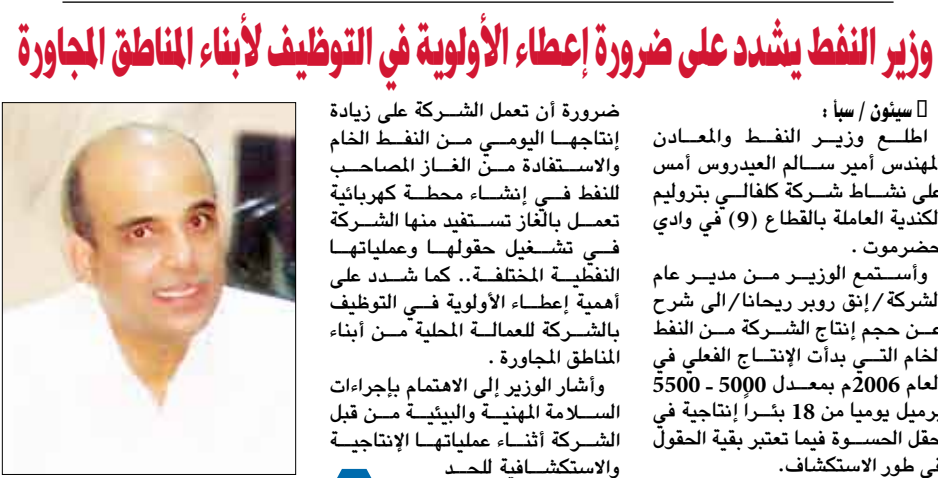 وزير النفط يشدد على ضرورة إعطاء الأولوية في التوظيف لأبناء المناطق المجاورة
سيئون / سبأ :
اطلع وزير النفط والمعادن
لمهندس أمير سالم العيدروس أمس
على نشاط شركة كلفالي بتروليم
لكندية العاملة بالقطاع (9) في وادي
حضرموت .
وأستمع الوزير من مدير عام
لشركة/إنق روبر ريحانا/الى شرح
عن حجم إنتاج الشركة من النفط
لخام التي بدأت الإنتاج الفعلي في
لعام 2006م بمعدل 5000 ـ 5500
برميل يوميا من 18 بئراً إنتاجية في
حقل الحسوة فيما تعتبر بقية الحقول
في طور الاستكشاف.
ضرورة أن تعمل الشركة على زيادة
إنتاجها اليومي من النفط الخام
والاستفادة من الغاز المصاحب
للنفط في إنشاء محطة كهربائية
تعمل بالغاز تستفيد منها الشركة
في تشغيل حقولها وعملياتها
النفطية المختلفة.. كما شدد على
أهمية إعطاء الأولوية في التوظيف
بالشركة للعمالة المحلية من أبناء
المناطق المجاورة .
وأشار الوزير إلى الاهتمام بإجراءات
السلامة المهنية والبيئية من قبل
الشركة أثناء عملياتها الإنتاجية
والاستكشافية للحد